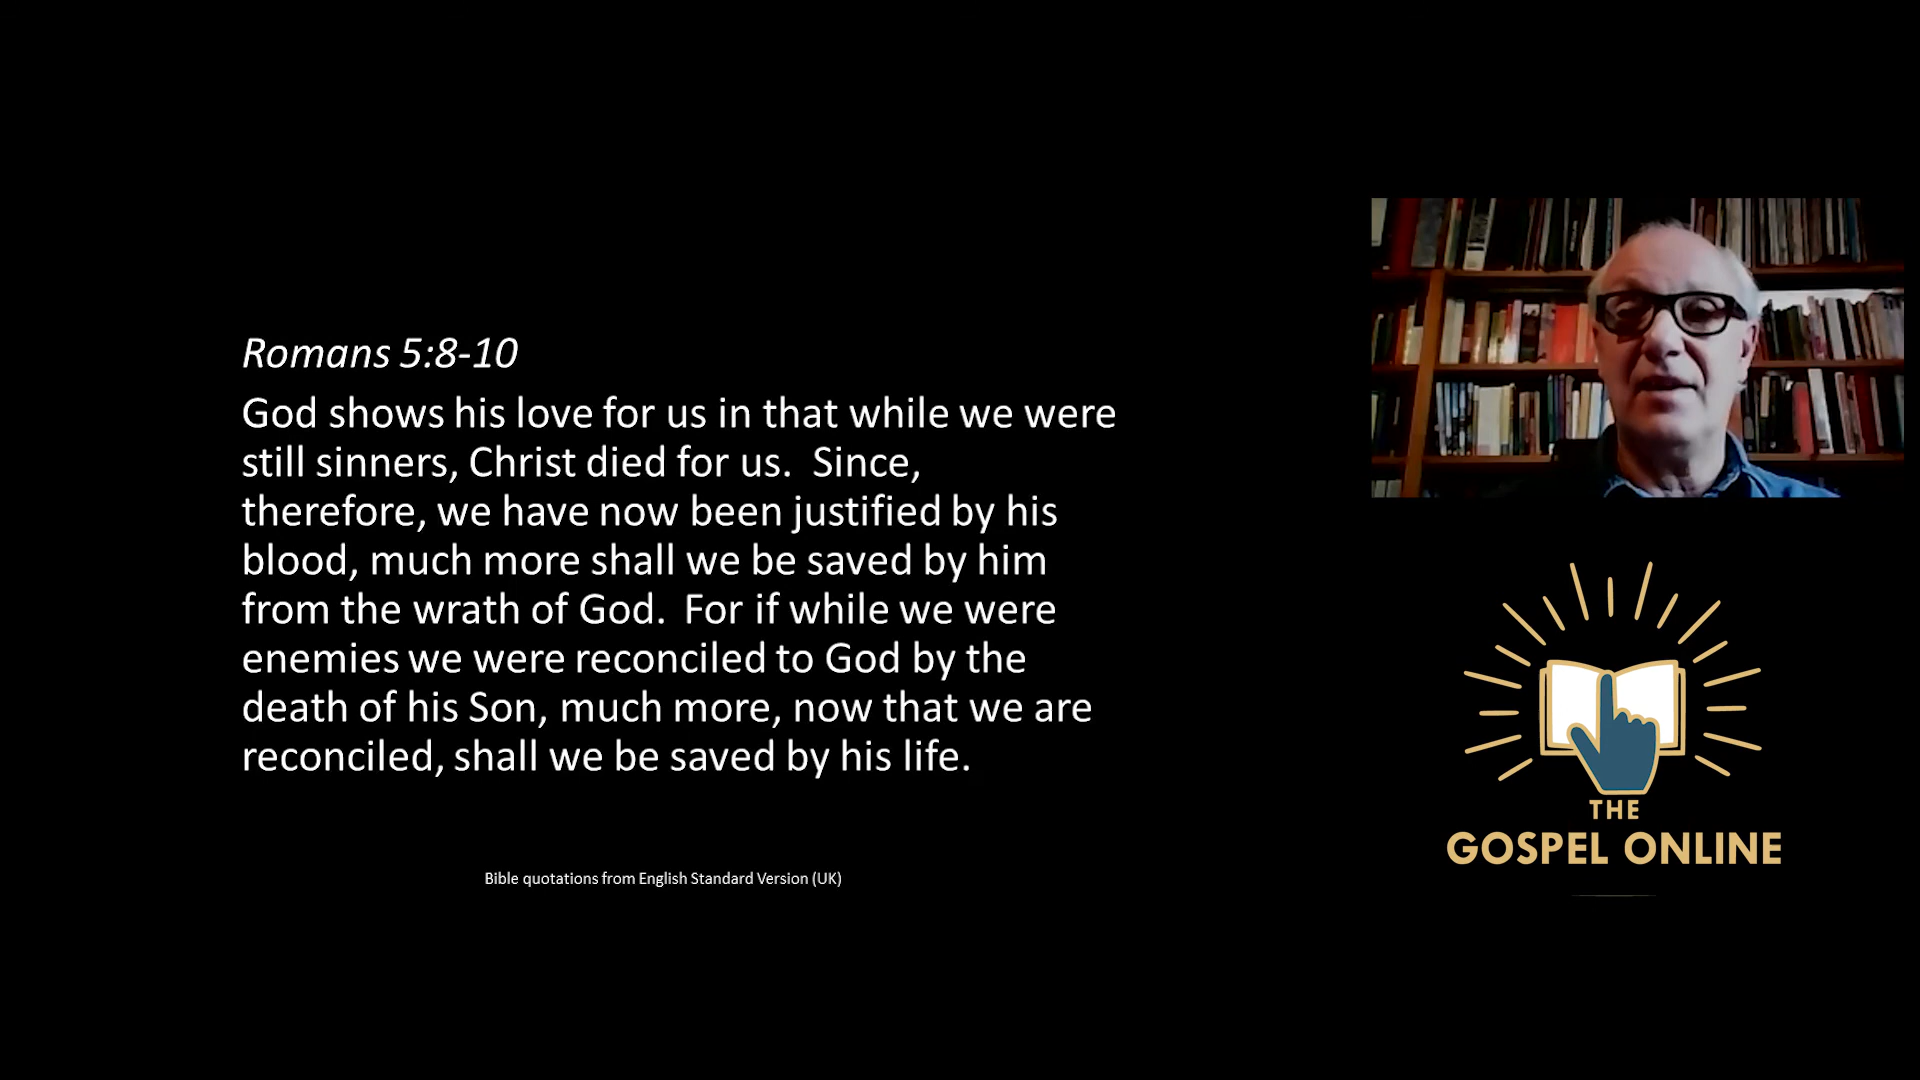 Romans 5:8-10
God shows his love for us in that while we were
still sinners, Christ died for us.  Since,
therefore, we have now been justified by his
blood, much more shall we be saved by him
from the wrath of God.  For if while we were
enemies we were reconciled to God by the
death of his Son, much more, now that we are
reconciled, shall we be saved by his life.
Bible quotations from English Standard Version (UK)
THE
GOSPEL ONLINE